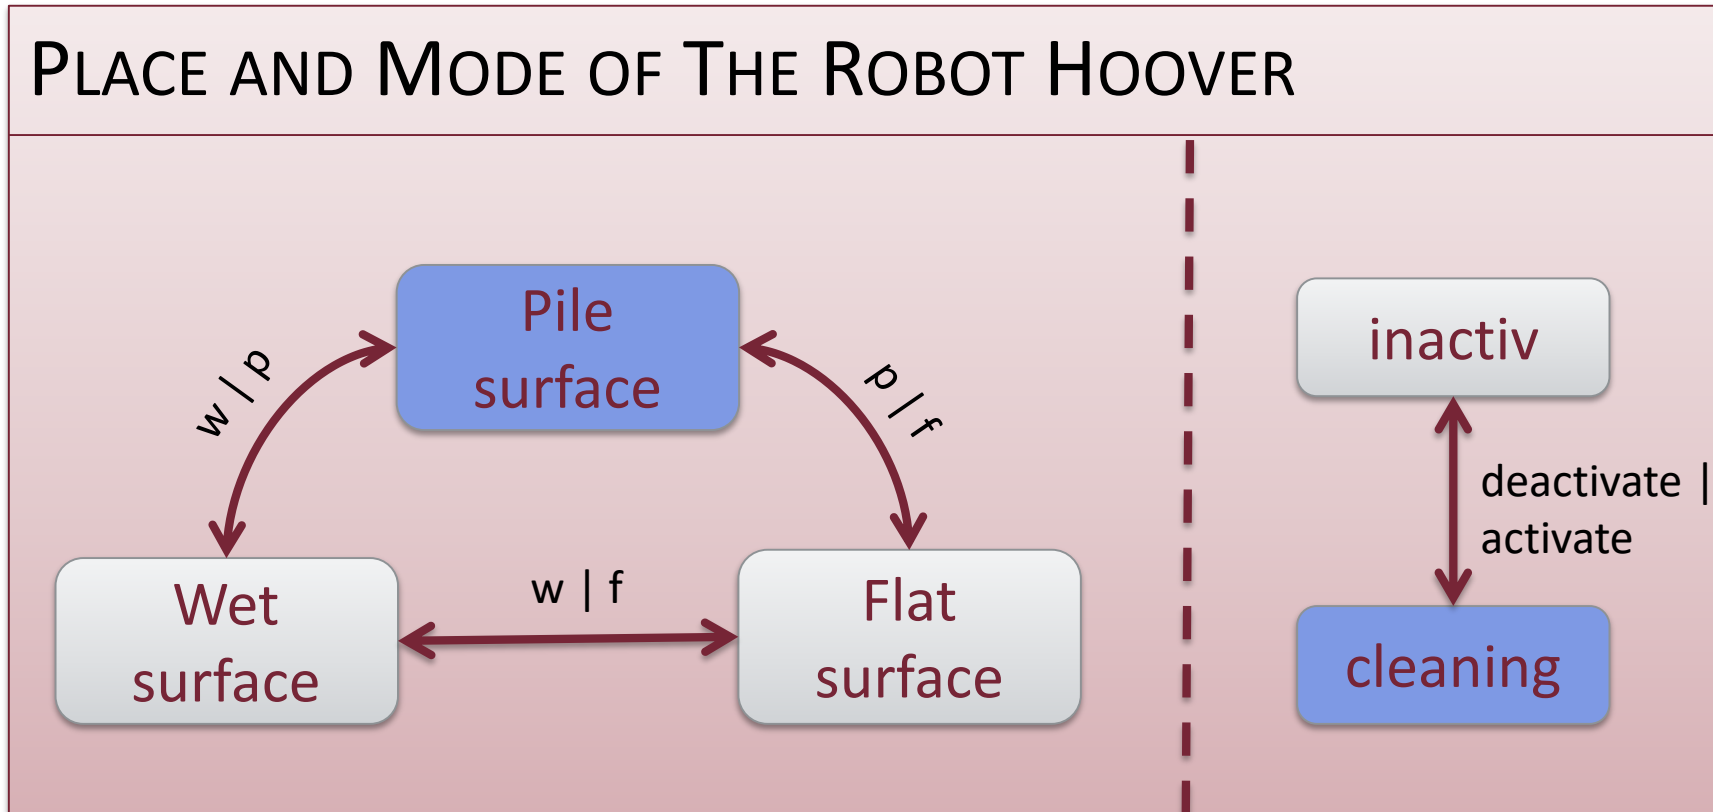 PLACE AND MODE OF THE ROBOT HOOVER
Pile
surface
w | p
p | f
Wet
surface
w | f
Flat
surface
inactiv
deactivate |
activate
cleaning